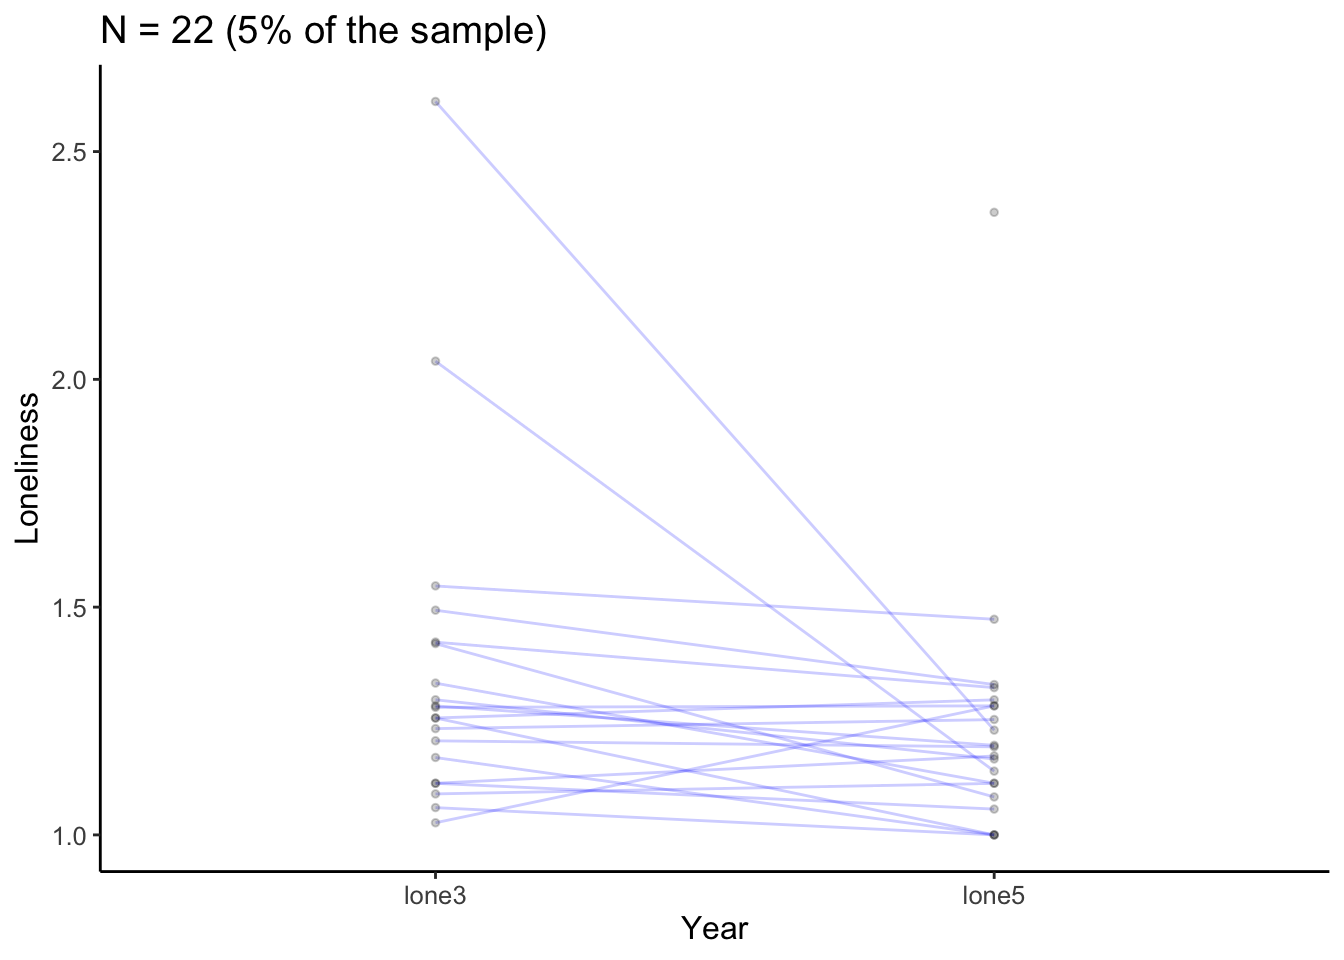 N = 22 (5% of the sample)
2.5
2.0
1.5
1.0
Loneliness
lone3
lone5
Year